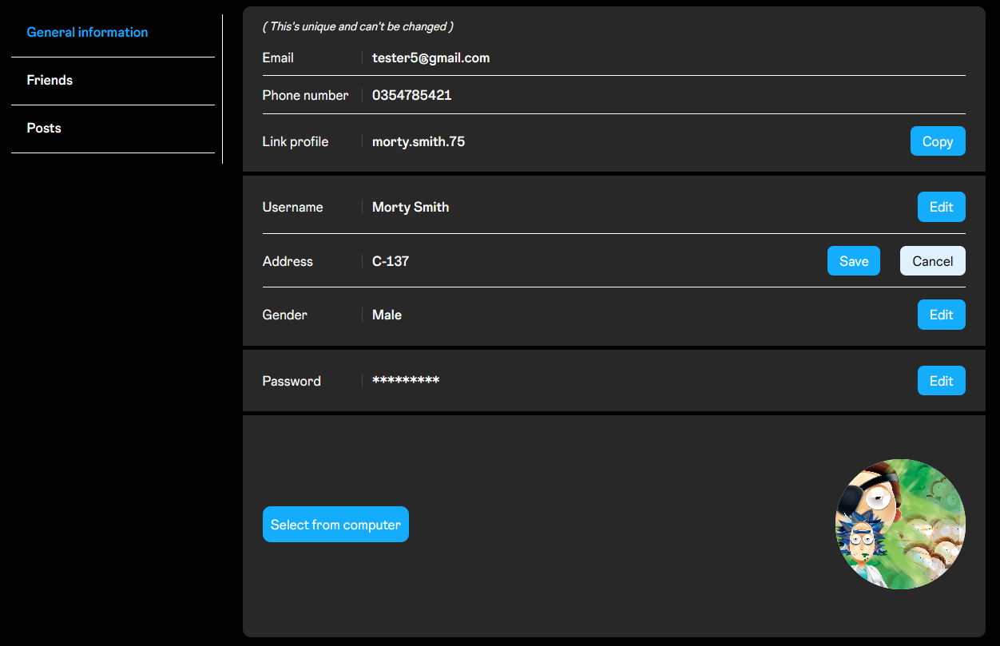 General information
Friends
Posts
( This's unique and can't be changed )
Email tester5@gmail.com
Phone number 0354785421
Link profile morty.smith.75 Copy
Username Morty Smith Edit
Address C-137 Save Cancel
Gender Male Edit
Password ********* Edit
Select from computer